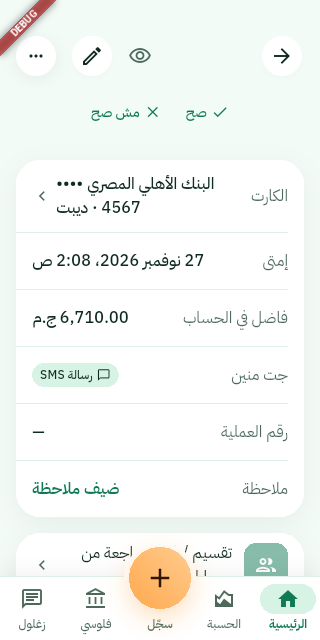 DEBUG
صح
مش صح
الكارت
البنك الأهلي المصري ••••
4567 · ديبت
إمتى
27 نوفمبر 2026، 2:08 ص
فاضل في الحساب
6,710.00 ج.م
جت منين
رسالة SMS
رقم العملية
—
ملاحظة
ضيف ملاحظة
تقسيم / اجعة من
الرئيسية
الحسبة
سجّل
فلوسي
زغلول